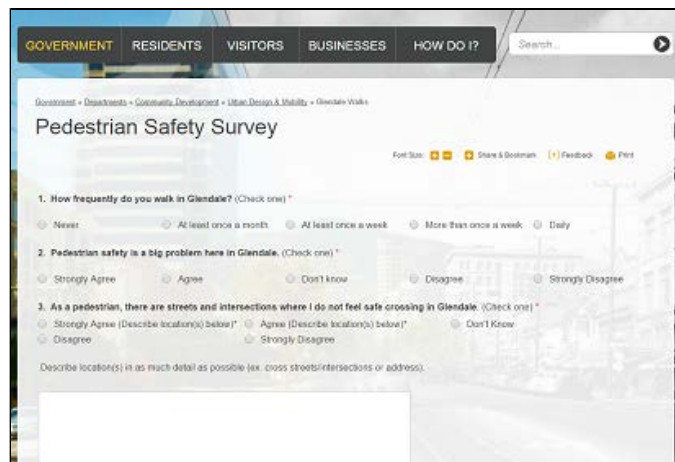 GOVERNMENT RESIDENTS VISITORS BUSINESSES HOW DO I? Search...
Government » Departments » Community Development » Urban Design & Mobility » Glendale Walks
Pedestrian Safety Survey
Font Size: Share & Bookmark [+] Feedback Print
1. How frequently do you walk in Glendale? (Check one) *
Never At least once a month At least once a week More than once a week Daily
2. Pedestrian safety is a big problem here in Glendale. (Check one) *
Strongly Agree Agree Don't know Disagree Strongly Disagree
3. As a pedestrian, there are streets and intersections where I do not feel safe crossing in Glendale. (Check one) *
Strongly Agree (Describe location(s) below)* Agree (Describe location(s) below)* Don't Know
Disagree Strongly Disagree
Describe location(s) in as much detail as possible (ex. cross streets/intersections or address):